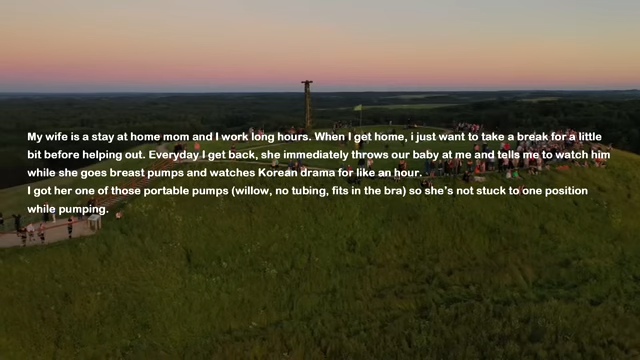 My wife is a stay at home mom and I work long hours. When I get home, i just want to take a break for a little
bit before helping out. Everyday I get back, she immediately throws our baby at me and tells me to watch him
while she goes breast pumps and watches Korean drama for like an hour.
I got her one of those portable pumps (willow, no tubing, fits in the bra) so she's not stuck to one position
while pumping.